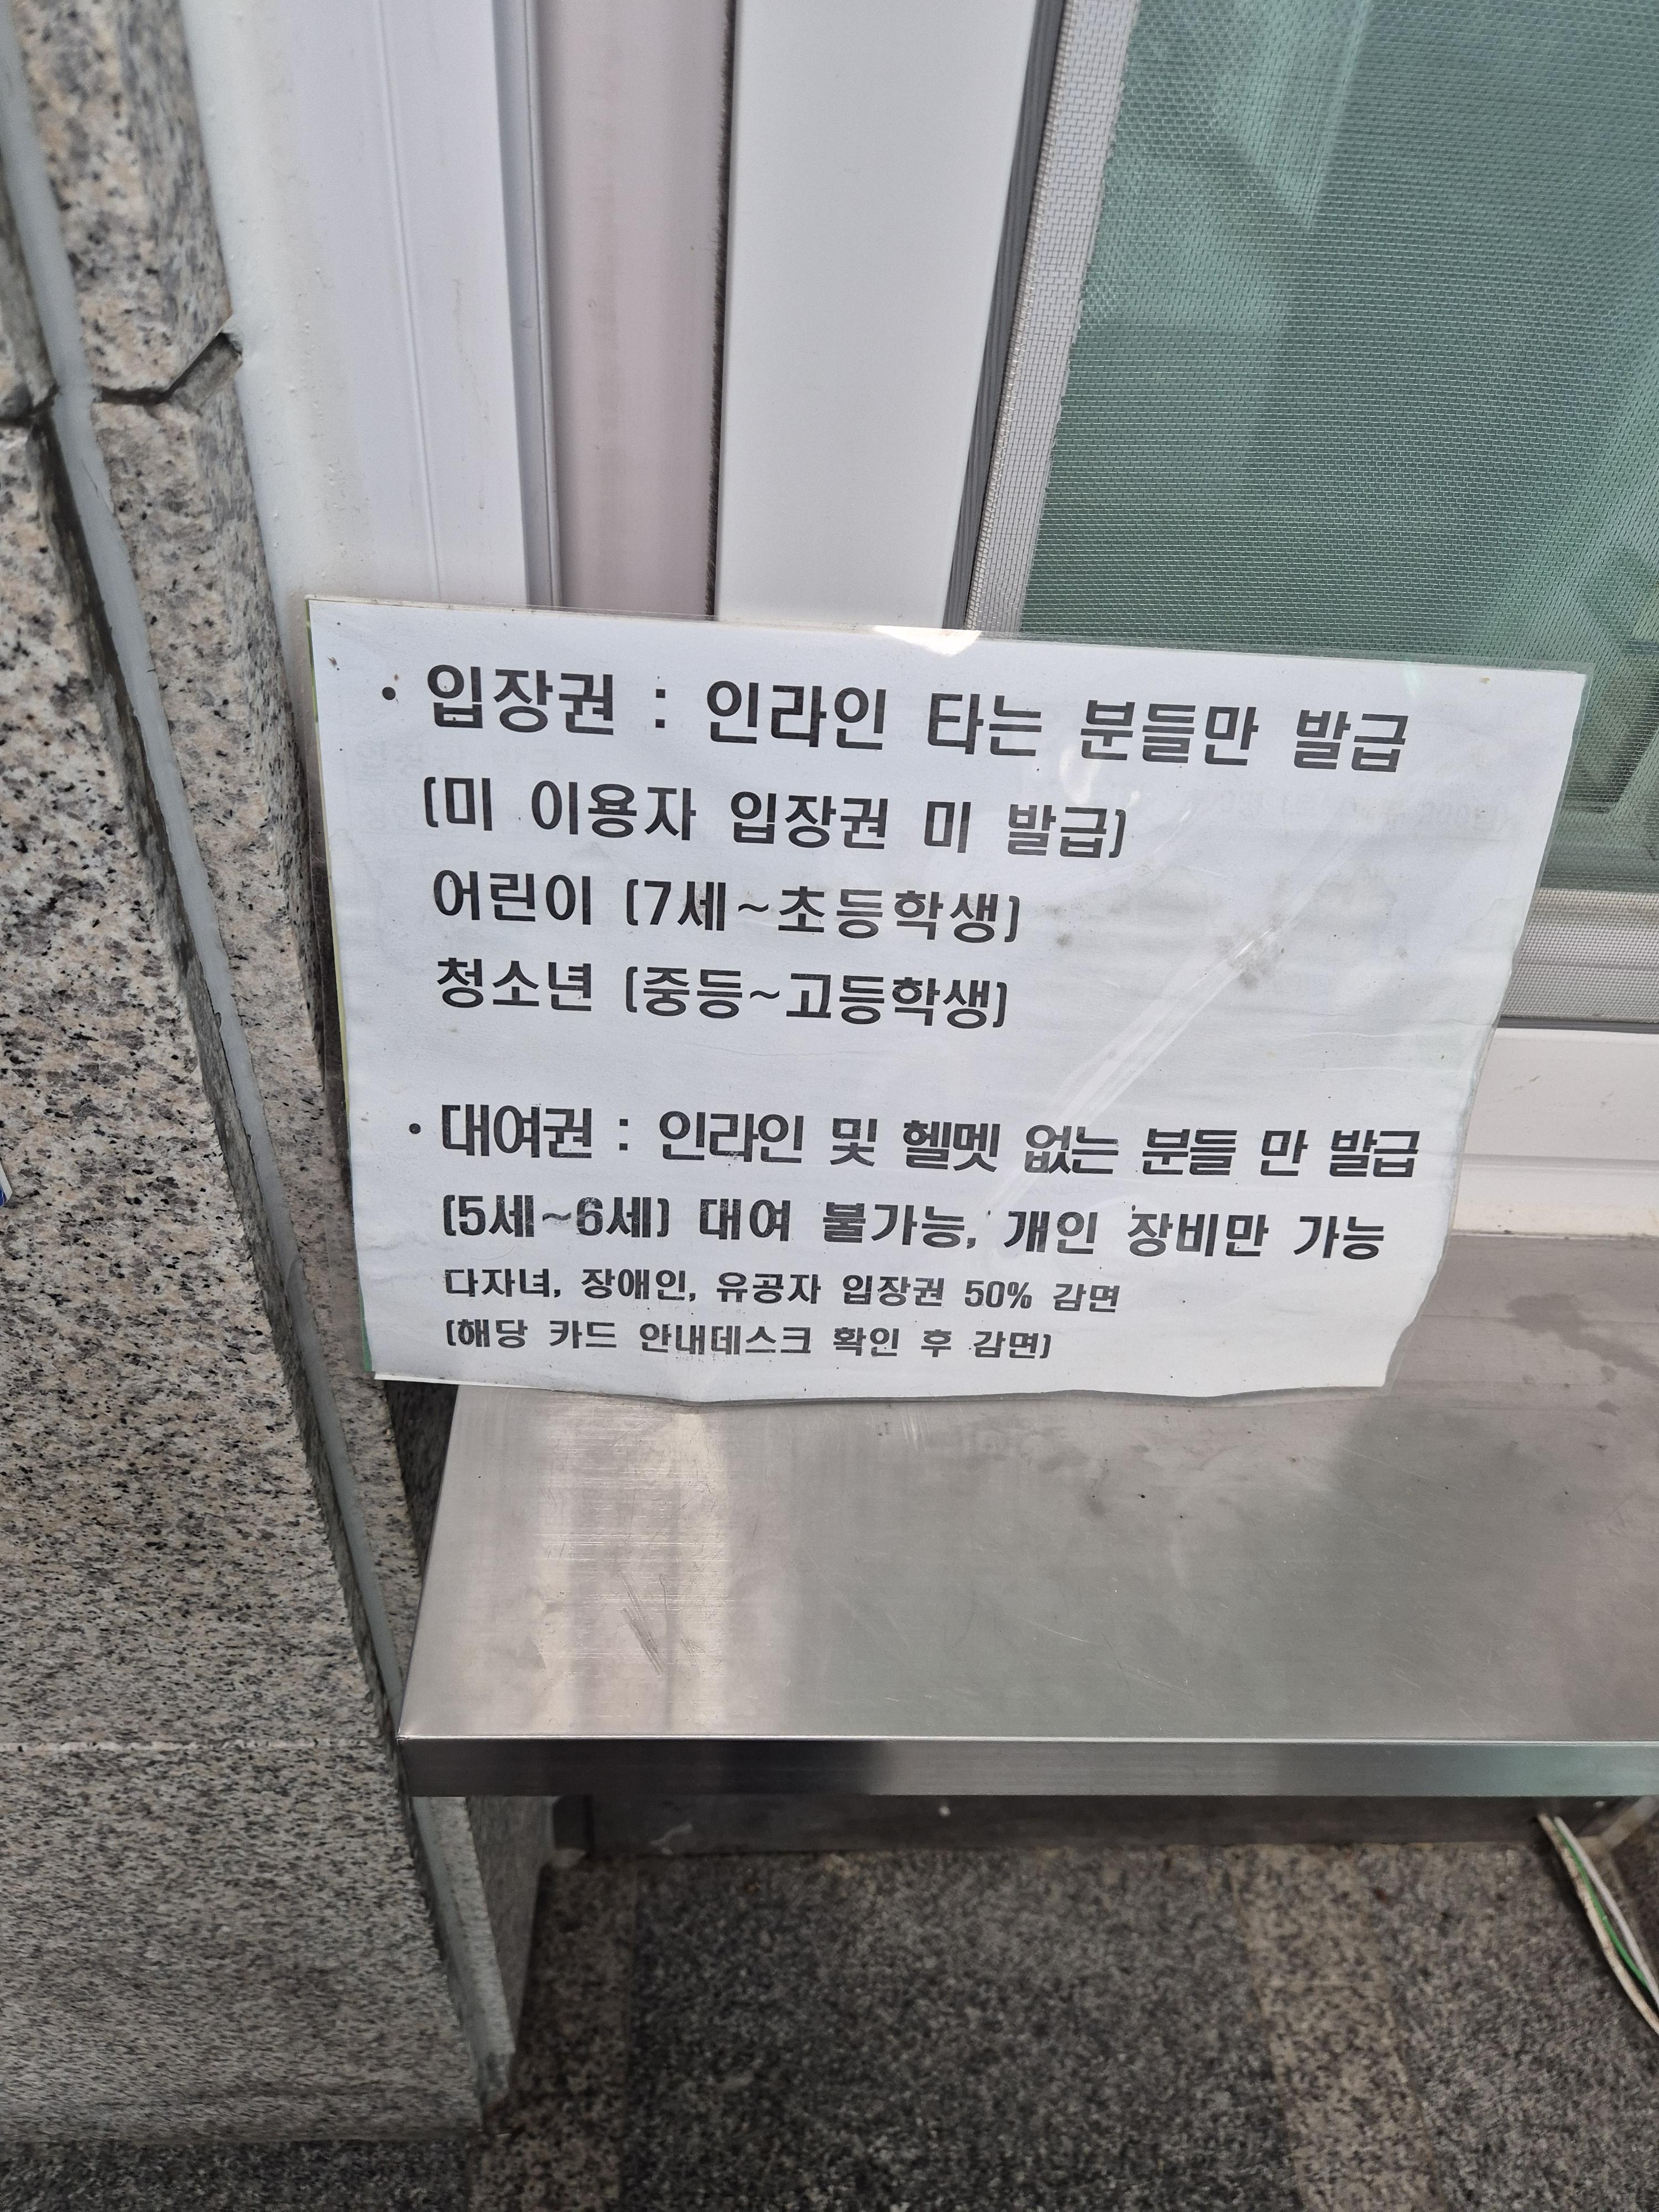 · 입장권 : 인라인 타는 분들만 발급
(미 이용자 입장권 미 발급)
어린이 (7세~초등학생)
청소년 (중등~고등학생)
· 대여권 : 인라인 및 헬멧 없는 분들 만 발급
(5세~6세) 대여 불가능, 개인 장비만 가능
다자녀, 장애인, 유공자 입장권 50% 감면
(해당 카드 안내데스크 확인 후 감면)